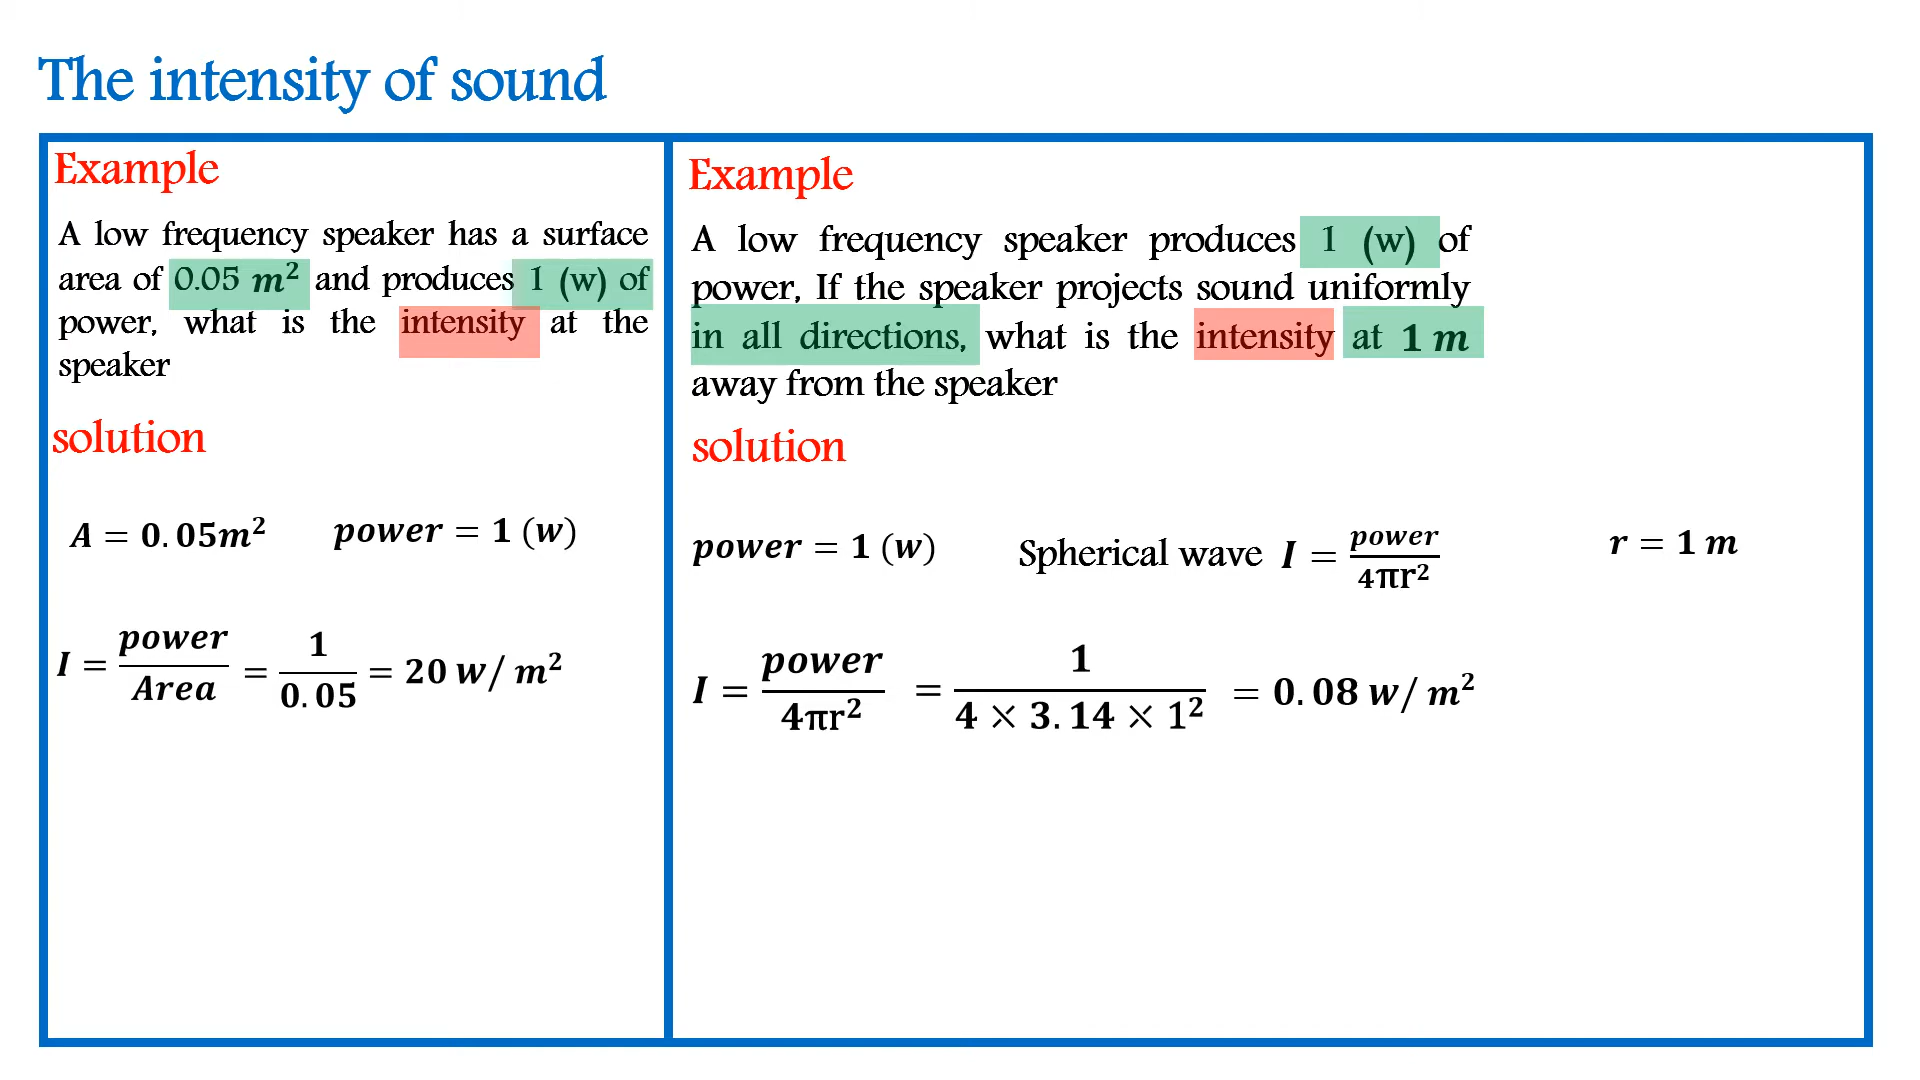 The intensity of sound
Example
A low frequency speaker has a surface
area of 0.05 m² and produces 1 (w) of
power, what is the intensity at the
speaker
solution
A = 0.05m² power = 1 (w)
I = power/Area = 1/0.05 = 20 w/ m²
Example
A low frequency speaker produces 1 (w) of
power, If the speaker projects sound uniformly
in all directions, what is the intensity at 1 m
away from the speaker
solution
power = 1 (w) Spherical wave I = power/4πr² r = 1 m
I = power/4πr² = 1/4 × 3.14 × 1² = 0.08 w/ m²